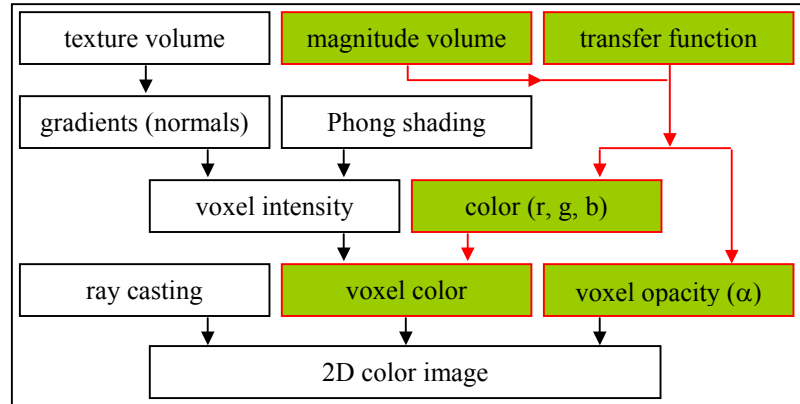 texture volume
magnitude volume
transfer function
gradients (normals)
Phong shading
voxel intensity
color (r, g, b)
ray casting
voxel color
voxel opacity (α)
2D color image